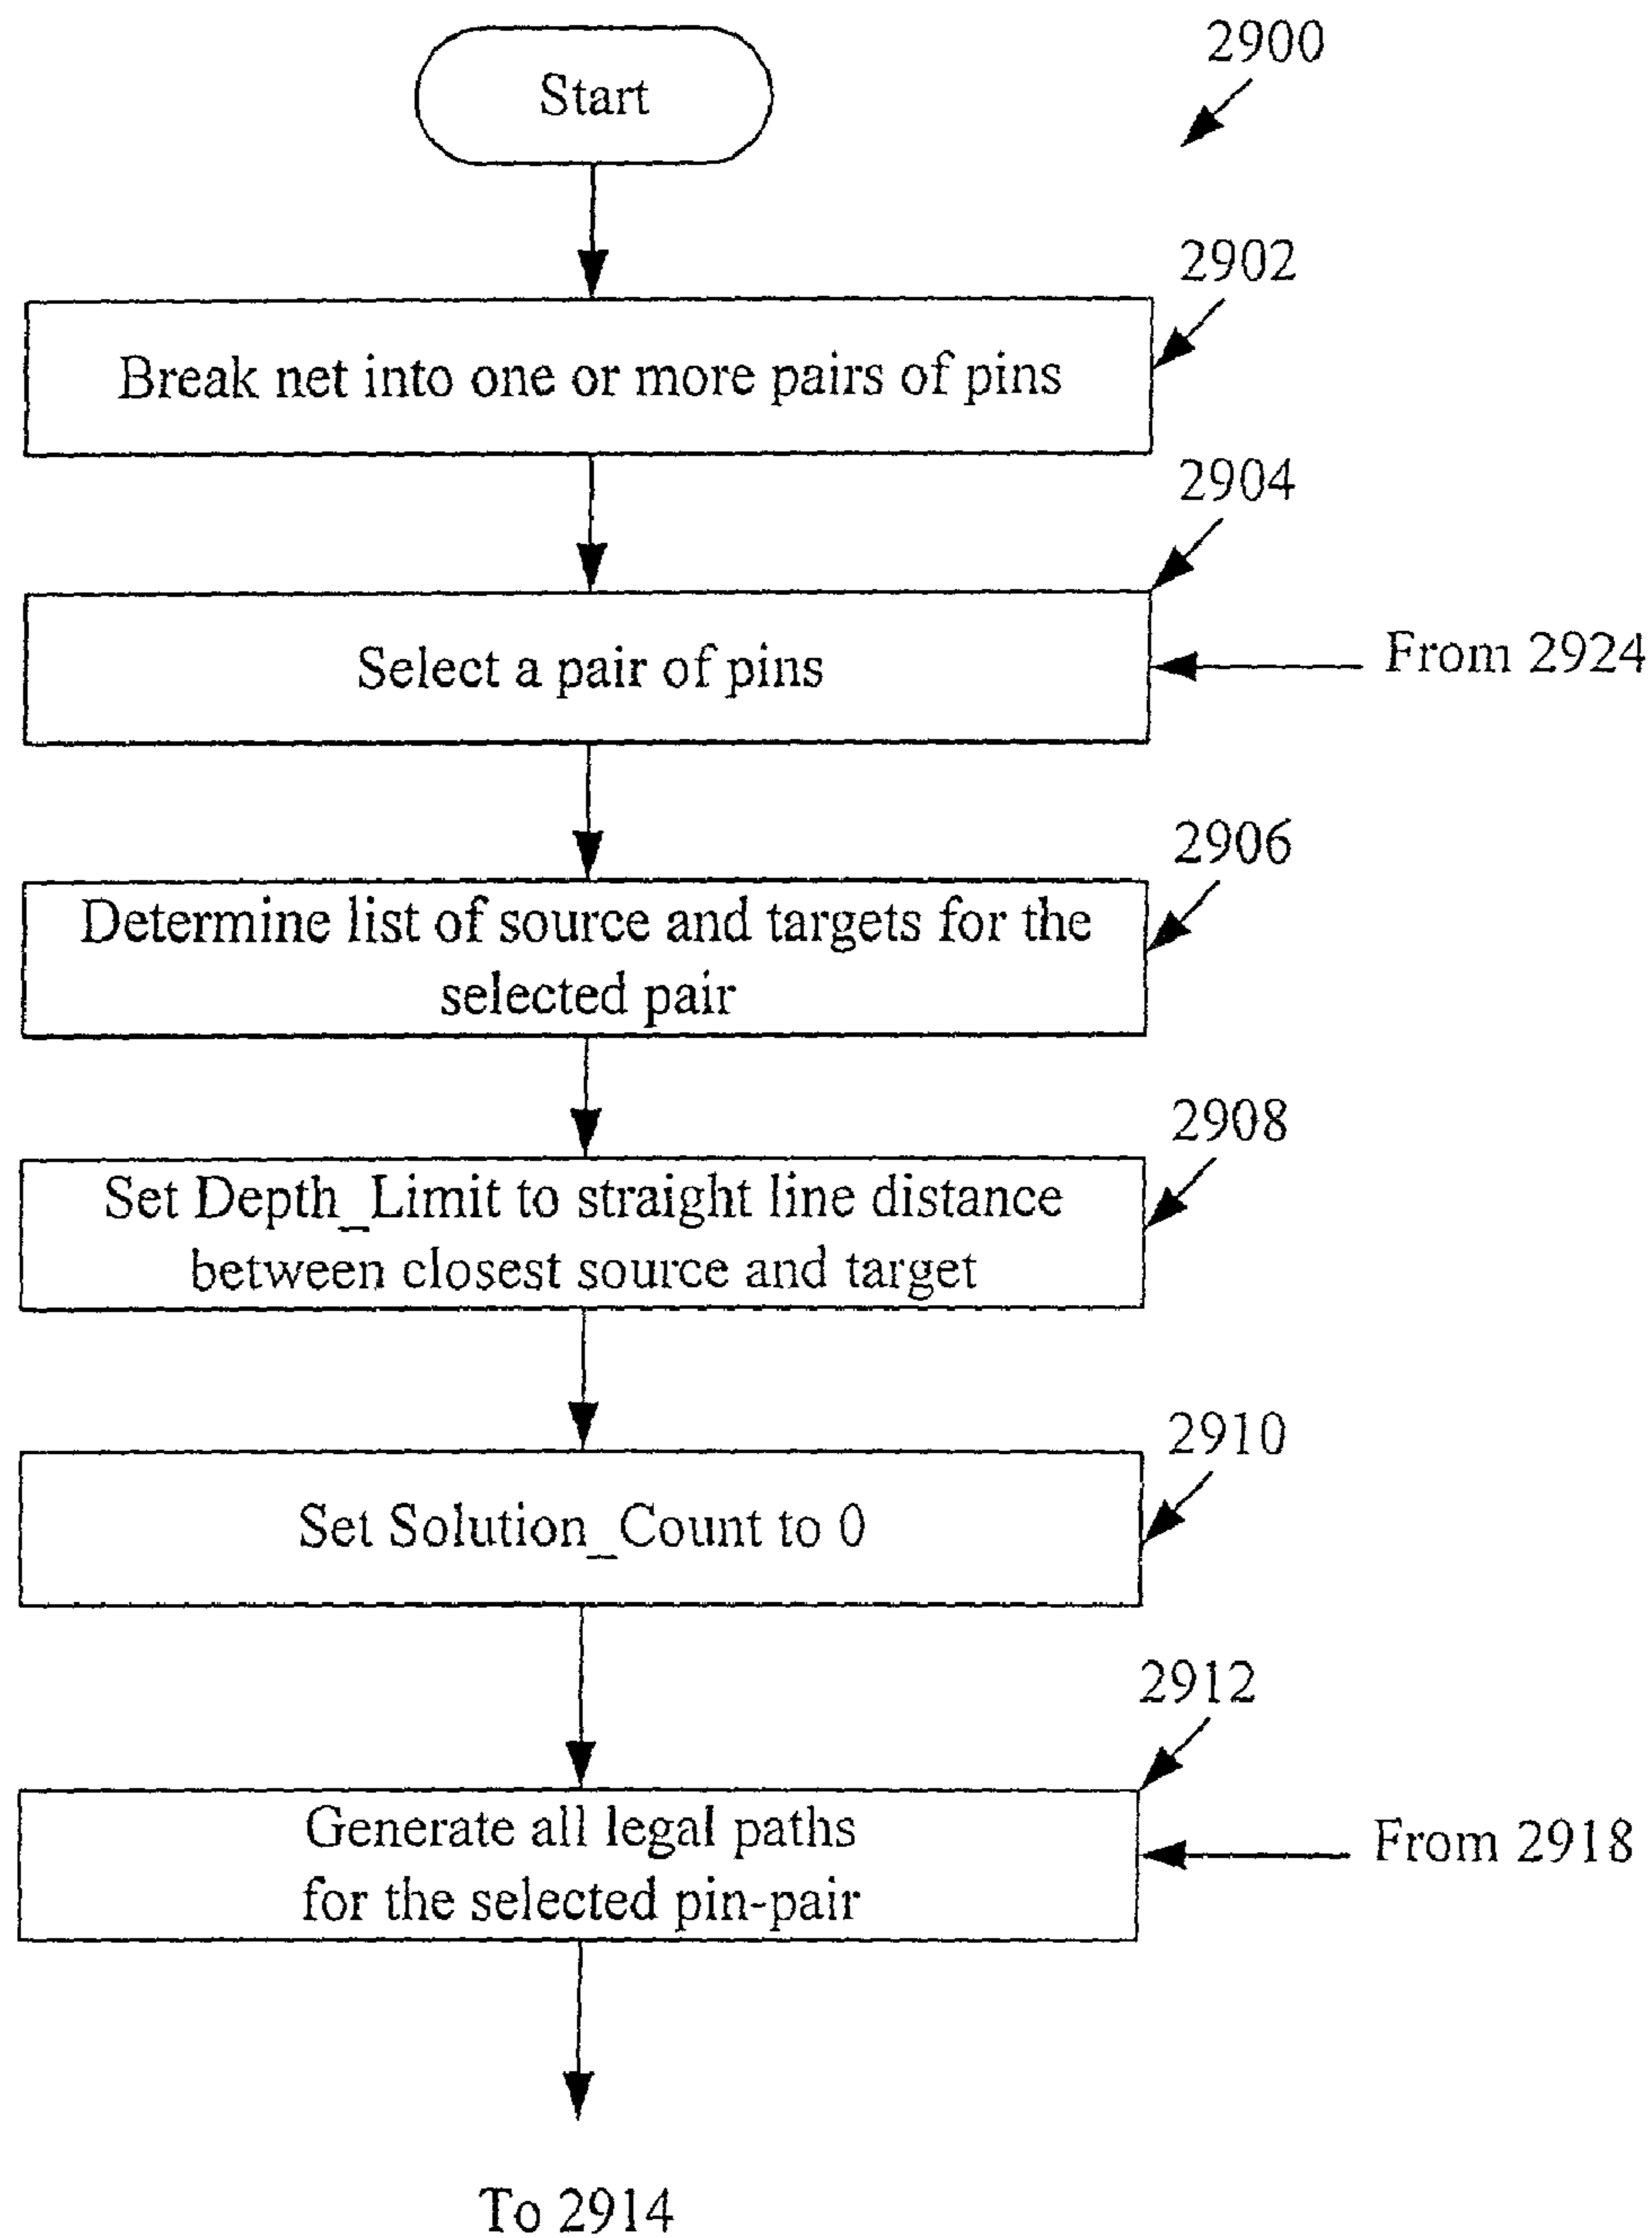 2900
Start
2902
Break net into one or more pairs of pins
2904
Select a pair of pins
From 2924
2906
Determine list of source and targets for the
selected pair
2908
Set Depth_Limit to straight line distance
between closest source and target
2910
Set Solution_Count to 0
2912
Generate all legal paths
for the selected pin-pair
From 2918
To 2914